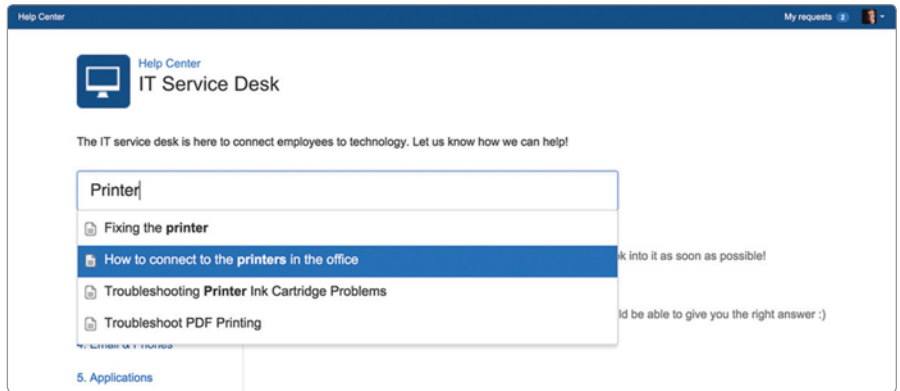 Help Center
My requests 2
Help Center
IT Service Desk
The IT service desk is here to connect employees to technology. Let us know how we can help!
Printer
Fixing the printer
How to connect to the printers in the office
into it as soon as possible!
Troubleshooting Printer Ink Cartridge Problems
be able to give you the right answer :)
Troubleshoot PDF Printing
4. Email & Phones
5. Applications